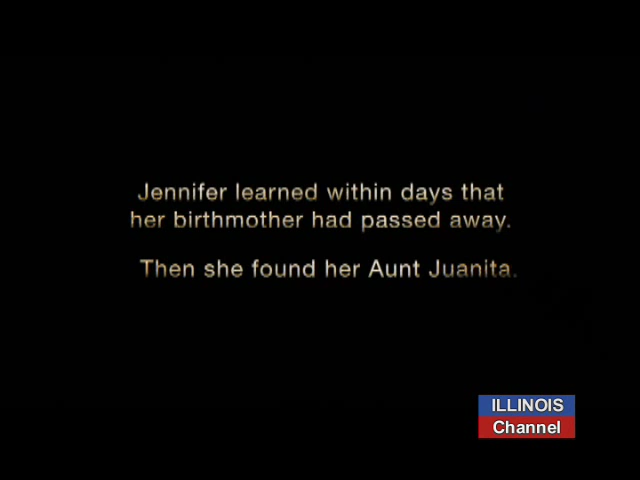 Jennifer learned within days that
her birthmother had passed away.
Then she found her Aunt Juanita.
ILLINOIS
Channel